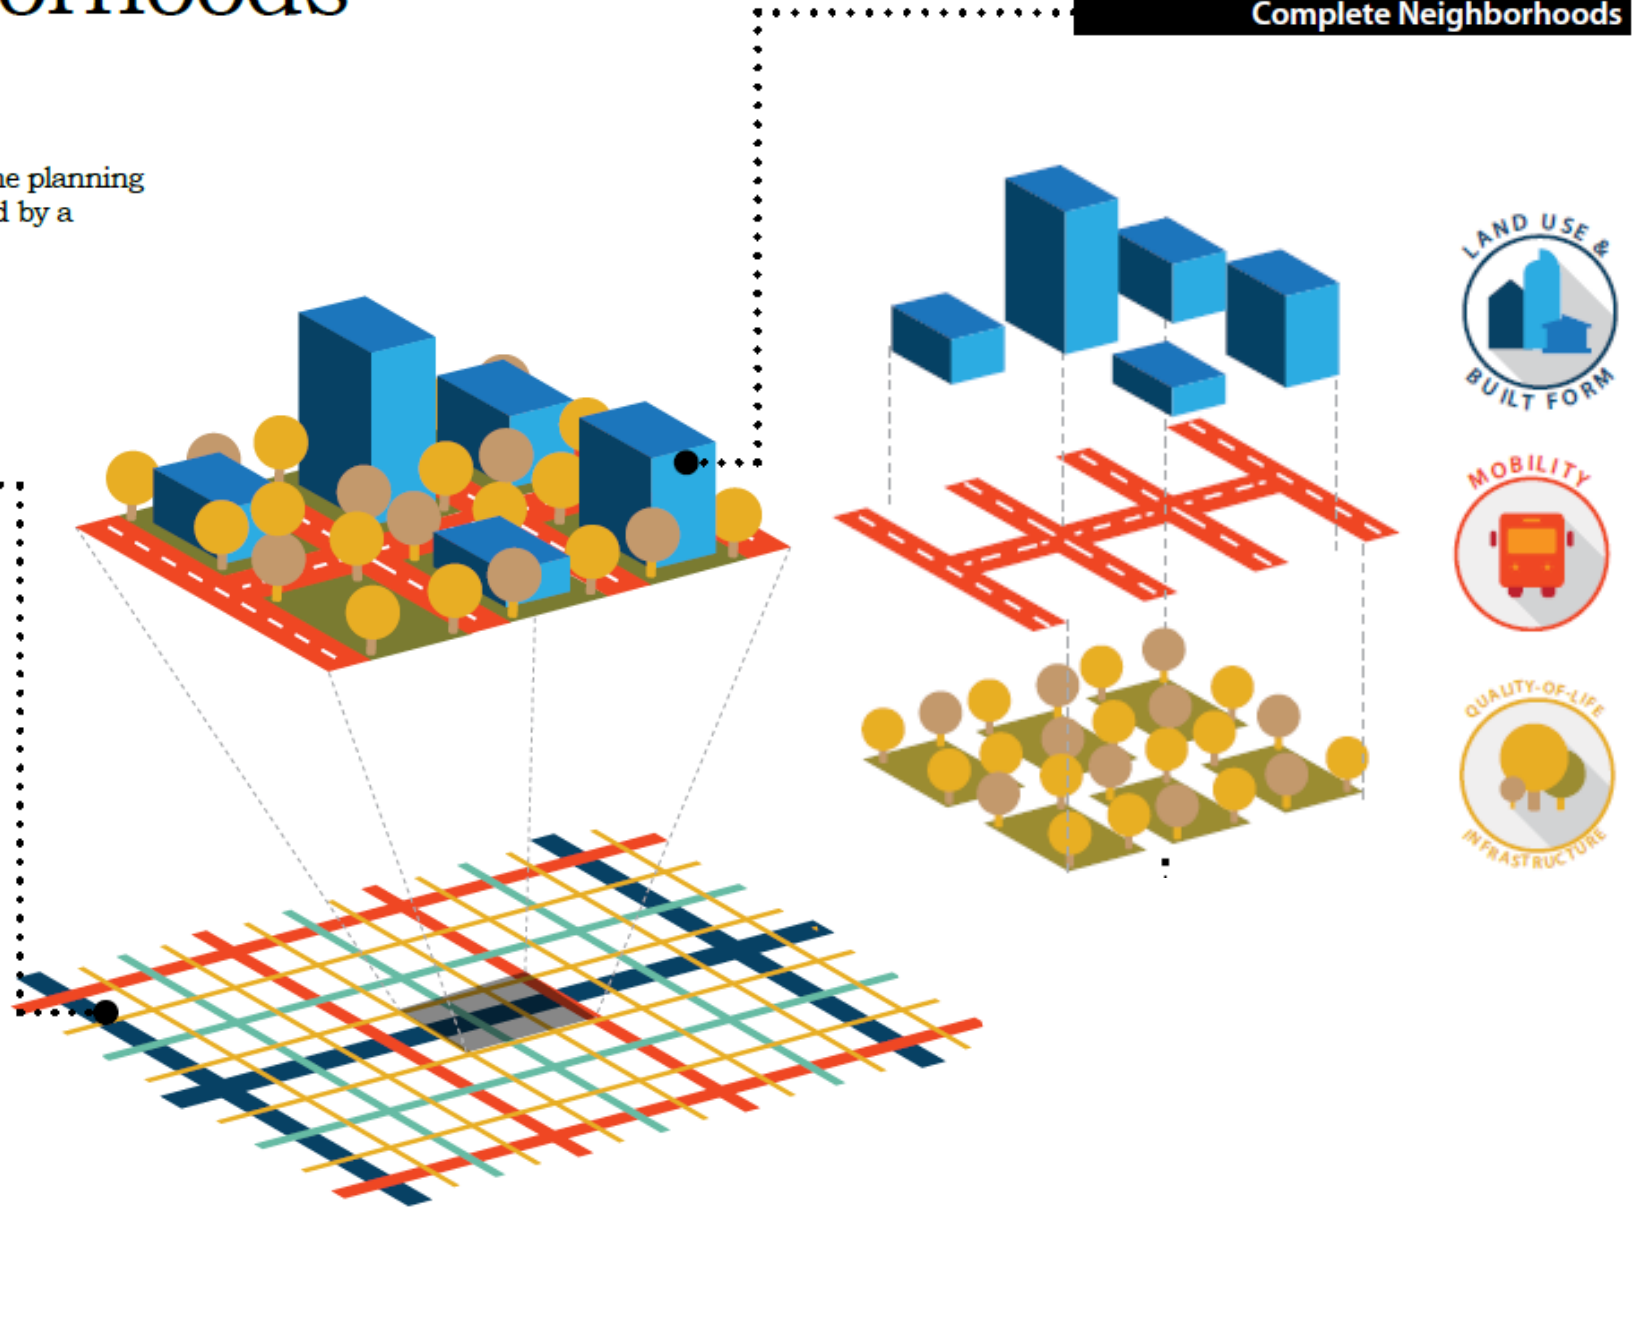 Complete Neighborhoods
planning
by a
LAND USE &
BUILT FORM
MOBILITY
QUALITY-OF-LIFE
INFRASTRUCTURE